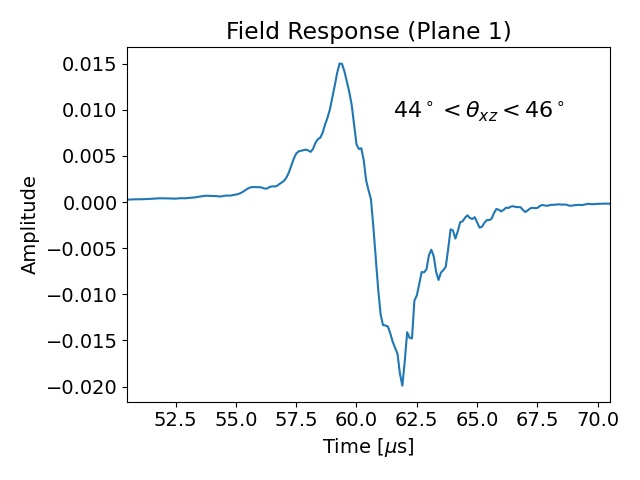 Field Response (Plane 1)
0.015
0.010
0.005
0.000
−0.005
−0.010
−0.015
−0.020
Amplitude
44° < θxz < 46°
52.5 55.0 57.5 60.0 62.5 65.0 67.5 70.0
Time [μs]